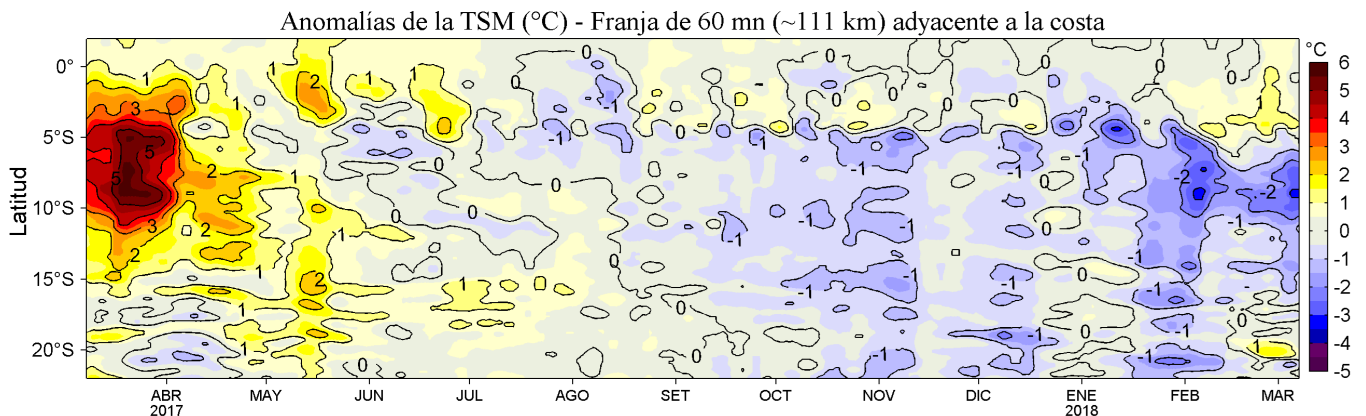 Anomalías de la TSM (°C) - Franja de 60 mn (~111 km) adyacente a la costa
°C
Latitud
0°
5°S
10°S
15°S
20°S
6
5
4
3
2
1
0
-1
-2
-3
-4
-5
ABR MAY JUN JUL AGO SET OCT NOV DIC ENE FEB MAR
2017 2018